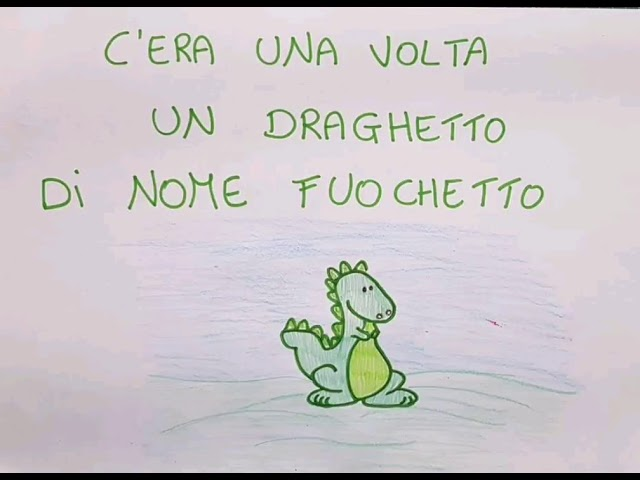 C'ERA UNA VOLTA
UN DRAGHETTO
Di NOME FUOCHETTO